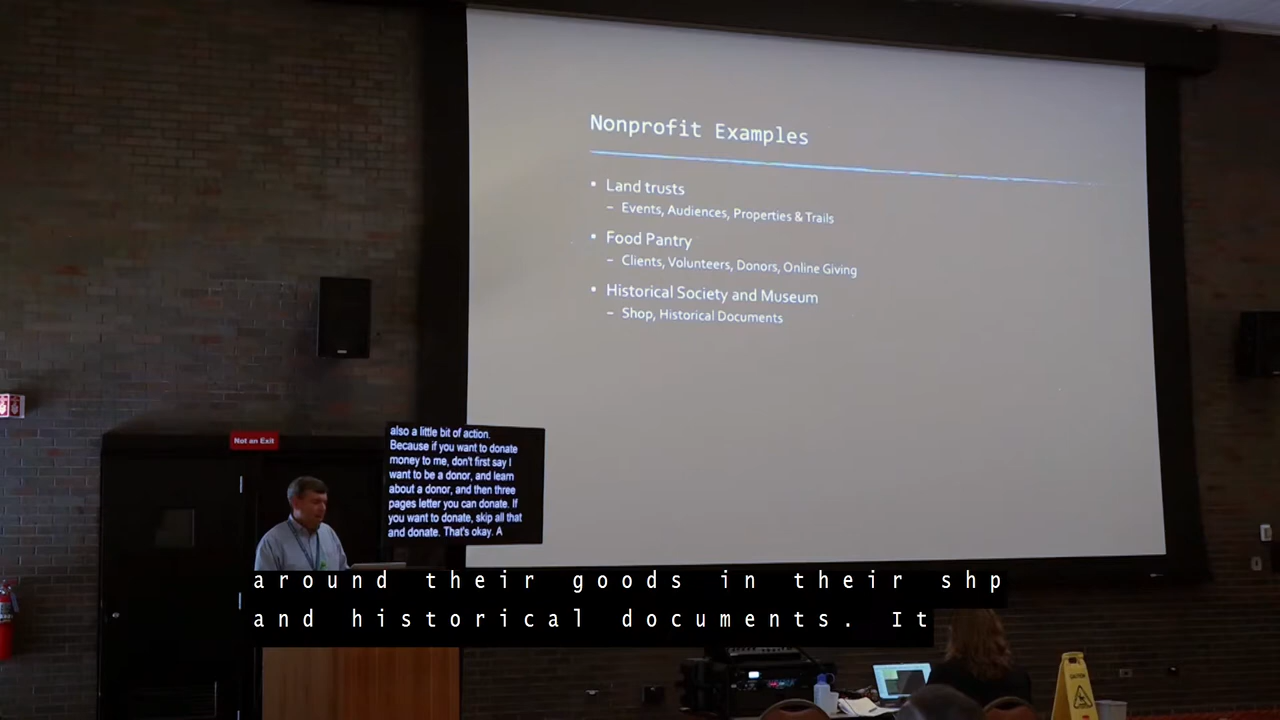 Nonprofit Examples
▪ Land trusts
– Events, Audiences, Properties & Trails
▪ Food Pantry
– Clients, Volunteers, Donors, Online Giving
▪ Historical Society and Museum
– Shop, Historical Documents
Not an Exit
also a little bit of action.
Because if you want to donate
money to me, don't first say I
want to be a donor, and learn
about a donor, and then three
pages letter you can donate. If
you want to donate, skip all that
and donate. That's okay. A
around their goods in their shp
and historical documents. It
CAUTION